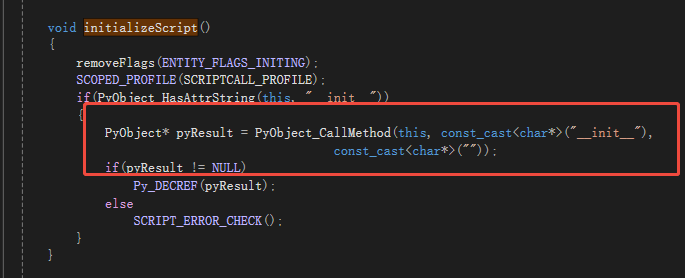 void initializeScript()
{
removeFlags(ENTITY_FLAGS_INITING);
SCOPED_PROFILE(SCRIPTCALL_PROFILE);
if(PyObject_HasAttrString(this, "__init__"))
{
PyObject* pyResult = PyObject_CallMethod(this, const_cast<char*>("__init__"),
const_cast<char*>(""));
if(pyResult != NULL)
Py_DECREF(pyResult);
else
SCRIPT_ERROR_CHECK();
}
}